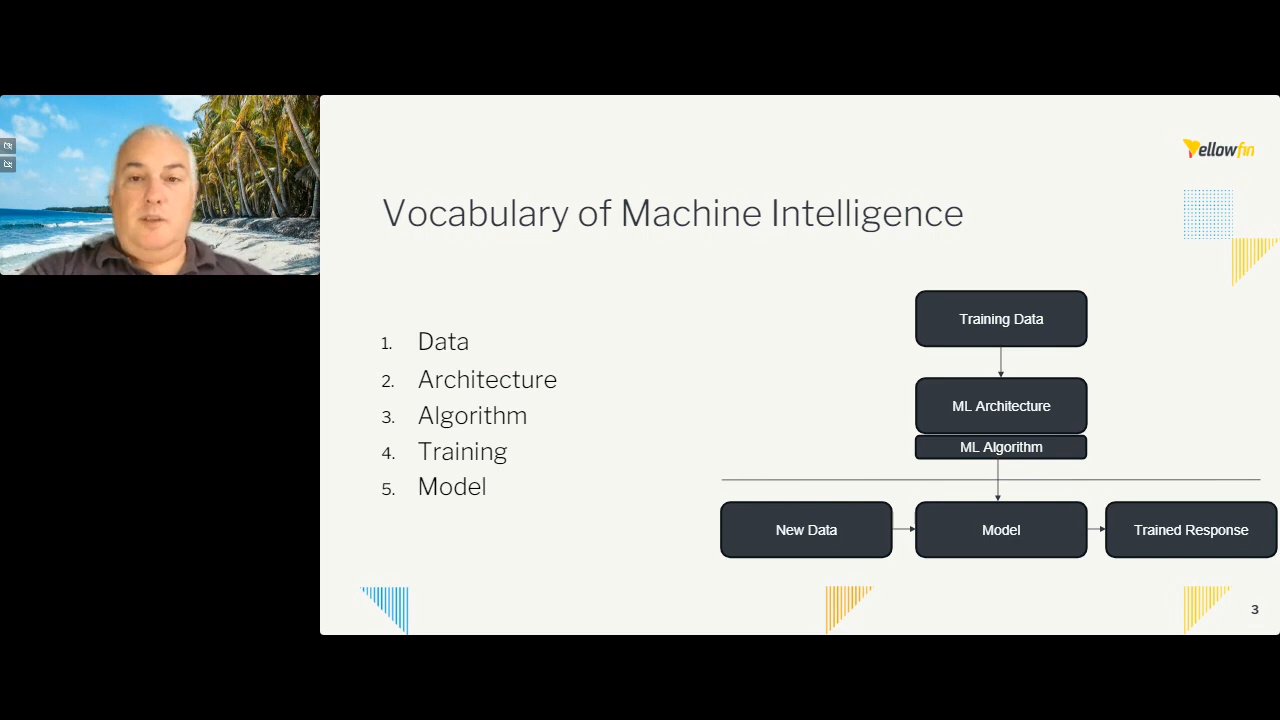 Yellowfin
Vocabulary of Machine Intelligence
1. Data
2. Architecture
3. Algorithm
4. Training
5. Model
Training Data
ML Architecture
ML Algorithm
New Data
Model
Trained Response
3